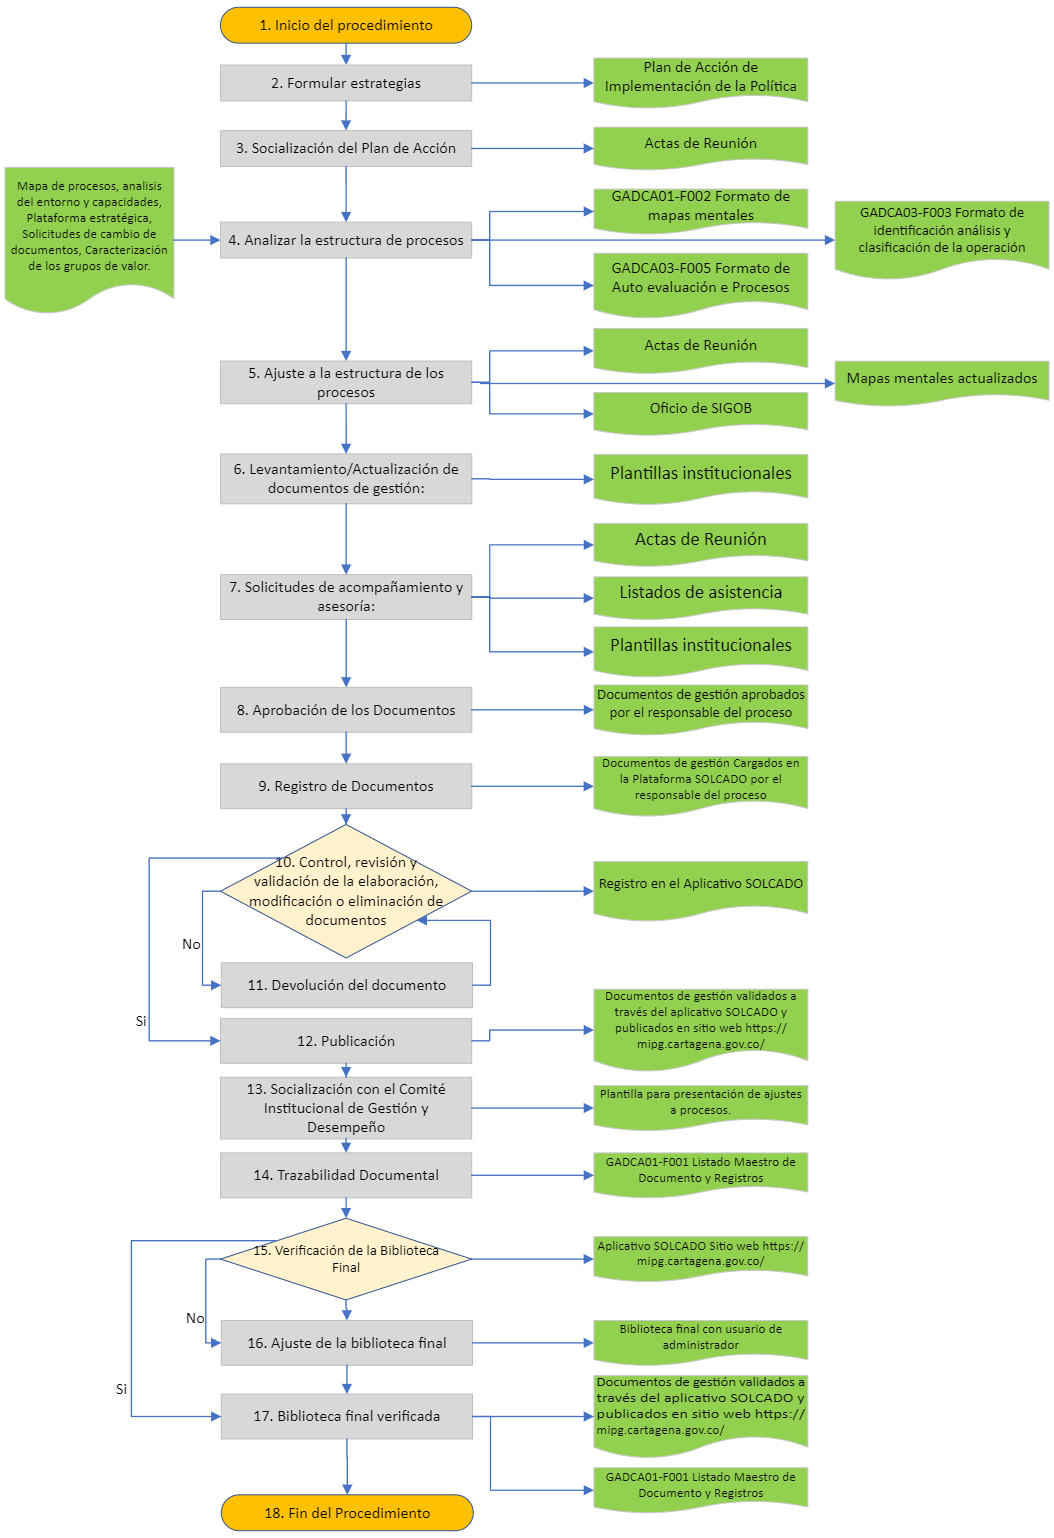 1. Inicio del procedimiento
2. Formular estrategias
Plan de Acción de
Implementación de la Política
3. Socialización del Plan de Acción
Actas de Reunión
Mapa de procesos, analisis
del entorno y capacidades,
Plataforma estratégica,
Solicitudes de cambio de
documentos, Caracterización
de los grupos de valor.
4. Analizar la estructura de procesos
GADCA01-F002 Formato de
mapas mentales
GADCA03-F003 Formato de
identificación análisis y
clasificación de la operación
GADCA03-F005 Formato de
Auto evaluación e Procesos
5. Ajuste a la estructura de los
procesos
Actas de Reunión
Mapas mentales actualizados
Oficio de SIGOB
6. Levantamiento/Actualización de
documentos de gestión:
Plantillas institucionales
7. Solicitudes de acompañamiento y
asesoría:
Actas de Reunión
Listados de asistencia
Plantillas institucionales
8. Aprobación de los Documentos
Documentos de gestión aprobados
por el responsable del proceso
9. Registro de Documentos
Documentos de gestión Cargados en
la Plataforma SOLCADO por el
responsable del proceso
10. Control, revisión y
validación de la elaboración,
modificación o eliminación de
documentos
Registro en el Aplicativo SOLCADO
No
11. Devolución del documento
Si
12. Publicación
Documentos de gestión validados a
través del aplicativo SOLCADO y
publicados en sitio web https://
mipg.cartagena.gov.co/
13. Socialización con el Comité
Institucional de Gestión y
Desempeño
Plantilla para presentación de ajustes
a procesos.
14. Trazabilidad Documental
GADCA01-F001 Listado Maestro de
Documento y Registros
15. Verificación de la Biblioteca
Final
Aplicativo SOLCADO Sitio web https://
mipg.cartagena.gov.co/
No
16. Ajuste de la biblioteca final
Biblioteca final con usuario de
administrador
Si
17. Biblioteca final verificada
Documentos de gestión validados a
través del aplicativo SOLCADO y
publicados en sitio web https://
mipg.cartagena.gov.co/
GADCA01-F001 Listado Maestro de
Documento y Registros
18. Fin del Procedimiento